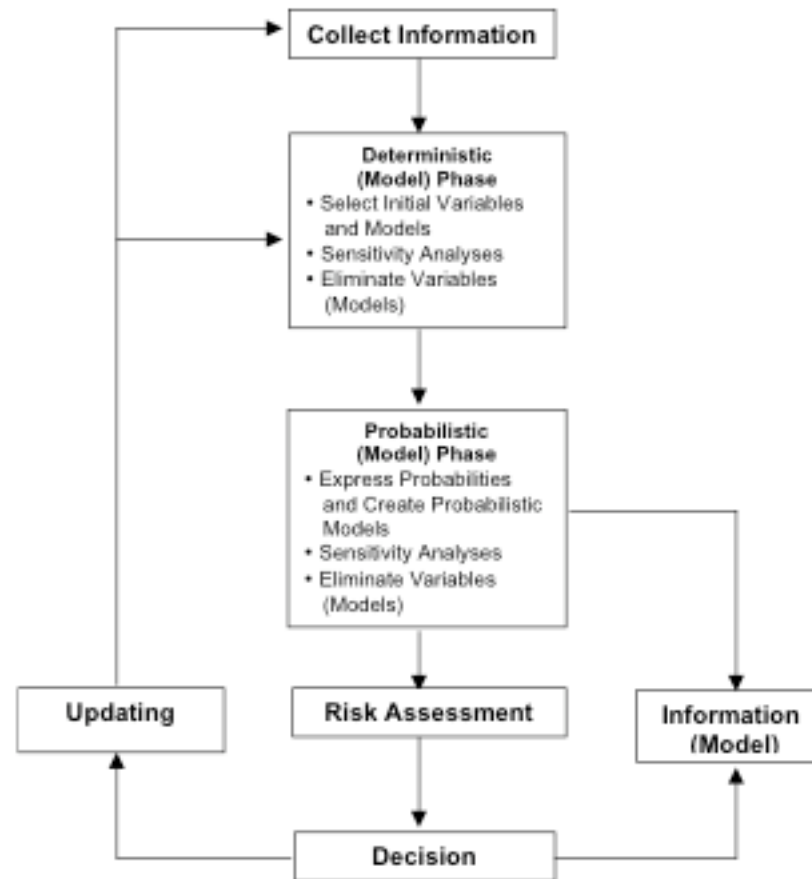 Collect Information
Deterministic
(Model) Phase
• Select Initial Variables
and Models
• Sensitivity Analyses
• Eliminate Variables
(Models)
Probabilistic
(Model) Phase
• Express Probabilities
and Create Probabilistic
Models
• Sensitivity Analyses
• Eliminate Variables
(Models)
Updating
Risk Assessment
Information
(Model)
Decision